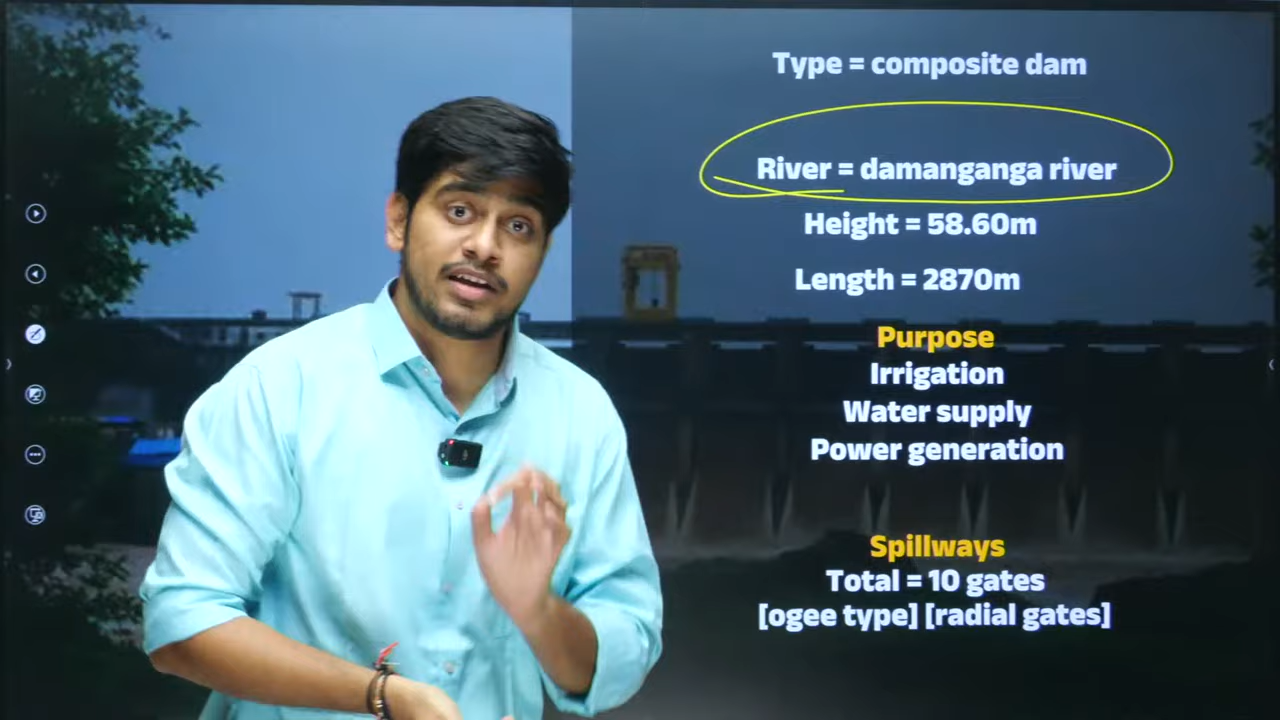 Type = composite dam
River = damanganga river
Height = 58.60m
Length = 2870m
Purpose
Irrigation
Water supply
Power generation
Spillways
Total = 10 gates
[ogee type] [radial gates]